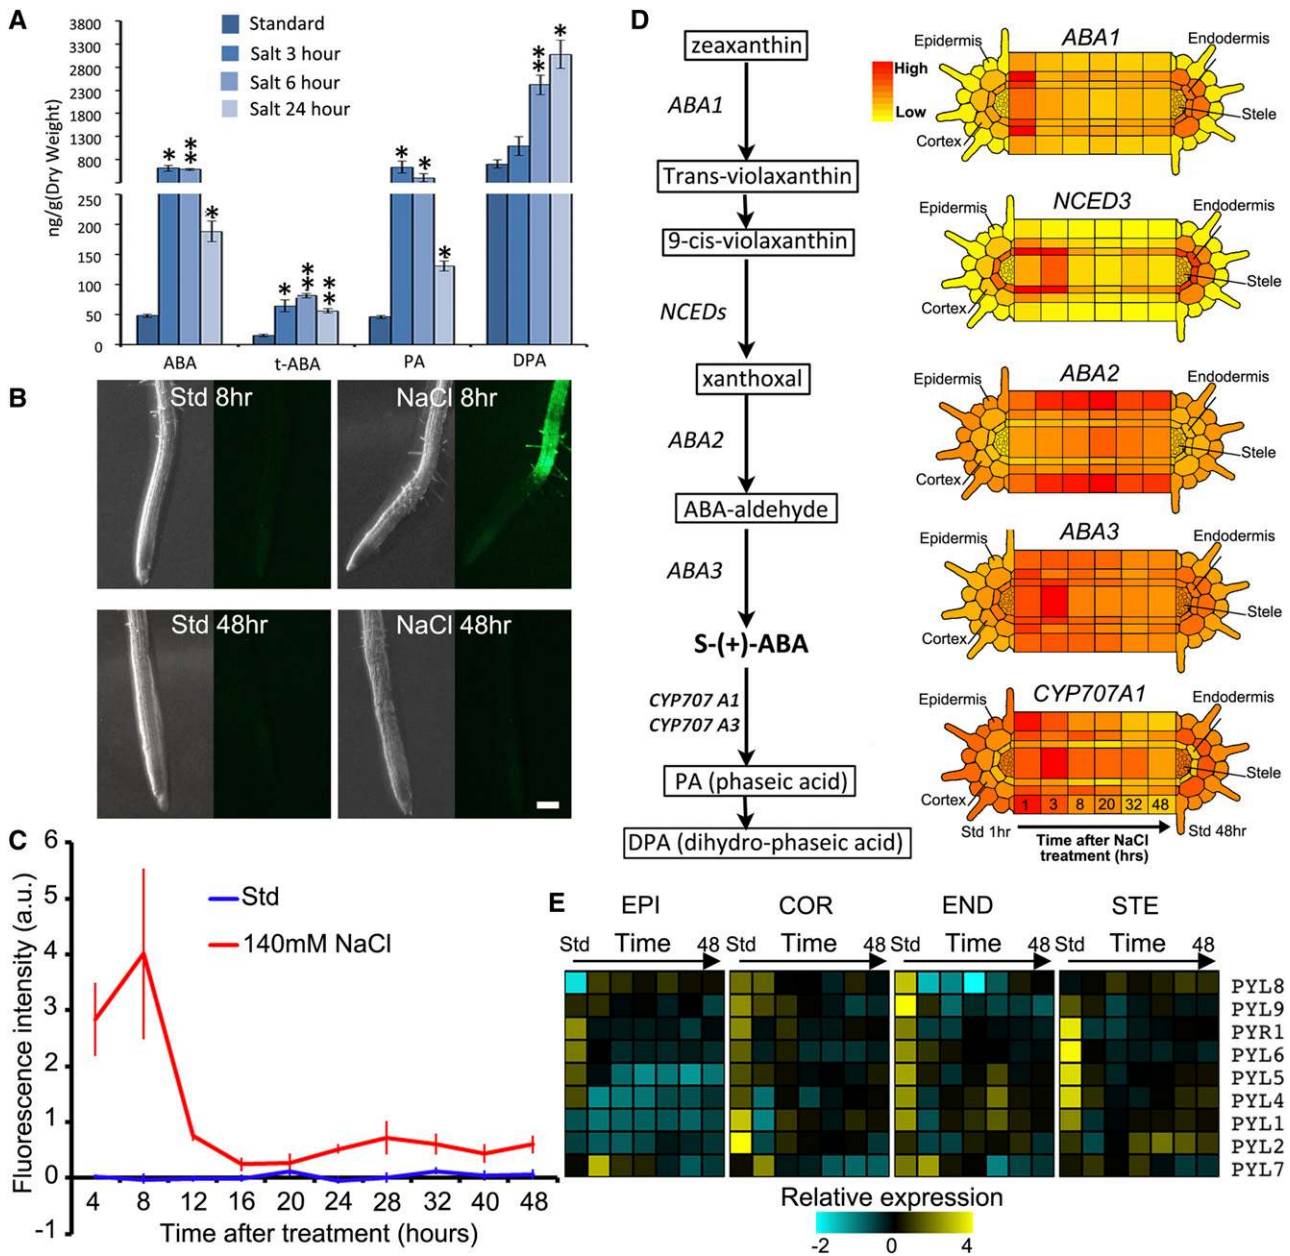 A
3800
3300
2800
2300
1800
1300
800
250
200
150
100
50
0
ng/g(Dry Weight)
Standard
Salt 3 hour
Salt 6 hour
Salt 24 hour
* ** *
* ** **
* * *
** *
ABA t-ABA PA DPA
B
Std 8hr NaCl 8hr
Std 48hr NaCl 48hr
C
6
5
4
3
2
1
0
-1
Fluorescence intensity (a.u.)
Std
140mM NaCl
4 8 12 16 20 24 28 32 40 48
Time after treatment (hours)
D
zeaxanthin
ABA1
Trans-violaxanthin
9-cis-violaxanthin
NCEDs
xanthoxal
ABA2
ABA-aldehyde
ABA3
S-(+)-ABA
CYP707 A1
CYP707 A3
PA (phaseic acid)
DPA (dihydro-phaseic acid)
High
Low
ABA1
Epidermis Endodermis
Stele
Cortex
NCED3
Epidermis Endodermis
Stele
Cortex
ABA2
Epidermis Endodermis
Stele
Cortex
ABA3
Epidermis Endodermis
Stele
Cortex
CYP707A1
Epidermis Endodermis
Stele
Cortex
1 3 8 20 32 48
Std 1hr Std 48hr
Time after NaCl
treatment (hrs)
E
EPI COR END STE
Std Time 48 Std Time 48 Std Time 48 Std Time 48
PYL8
PYL9
PYR1
PYL6
PYL5
PYL4
PYL1
PYL2
PYL7
Relative expression
-2 0 4